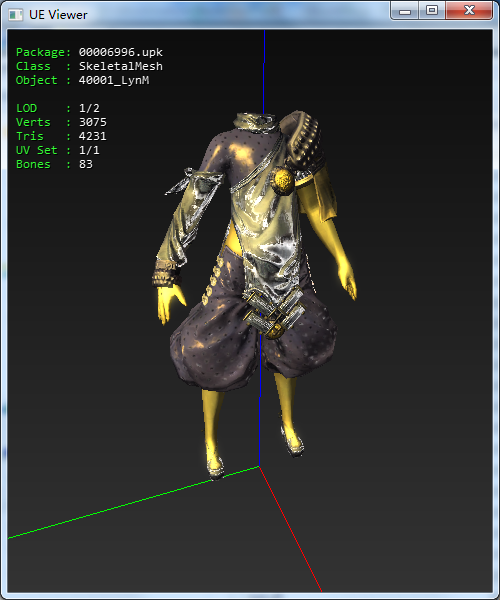 UE Viewer
Package: 00006996.upk
Class  : SkeletalMesh
Object : 40001_LynM
LOD    : 1/2
Verts  : 3075
Tris   : 4231
UV Set : 1/1
Bones  : 83